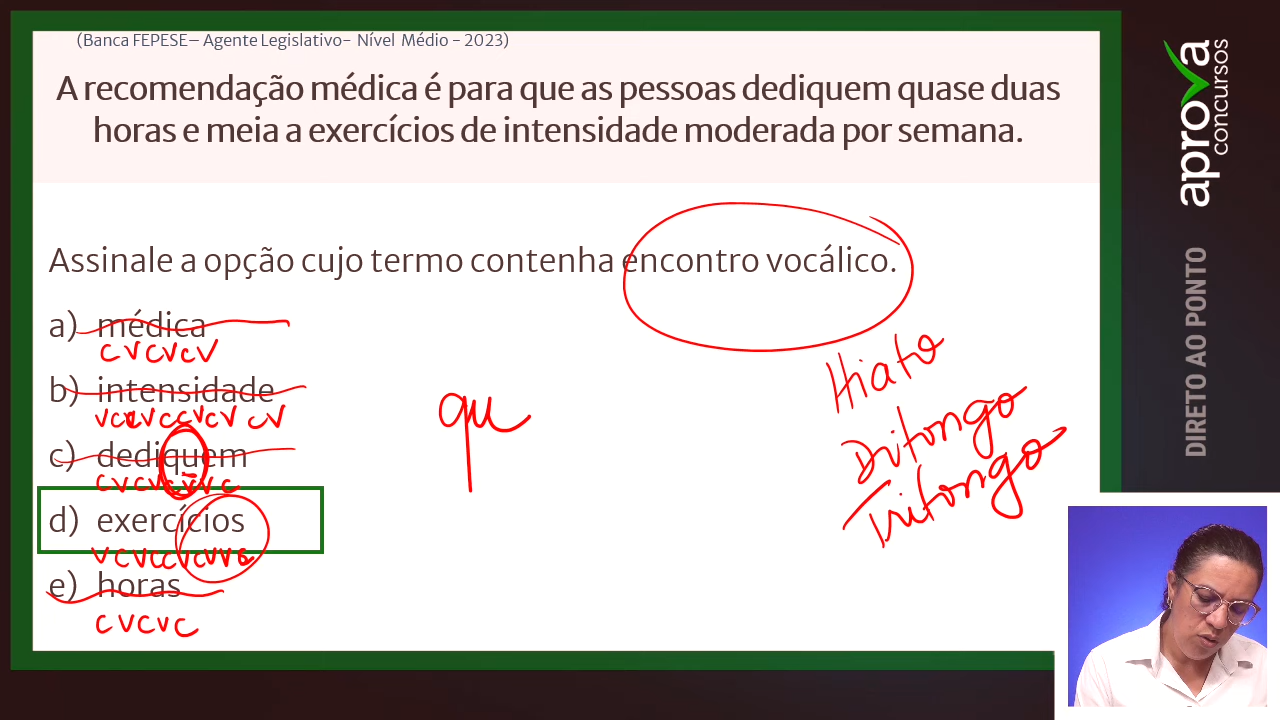 (Banca FEPESE– Agente Legislativo- Nível Médio - 2023)
A recomendação médica é para que as pessoas dediquem quase duas
horas e meia a exercícios de intensidade moderada por semana.
Assinale a opção cujo termo contenha encontro vocálico.
a) médica
CVCVCV
b) intensidade
c) dediquem
d) exercícios
e) horas
CVCVC
qu
Hiato
Ditongo
Tritongo
aprova
concursos
DIRETO AO PONTO